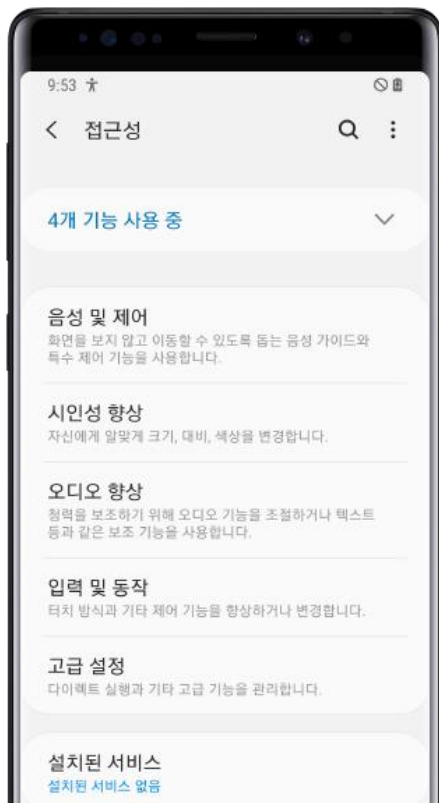 9:53
접근성
4개 기능 사용 중
음성 및 제어
화면을 보지 않고 이동할 수 있도록 돕는 음성 가이드와
특수 제어 기능을 사용합니다.
시인성 향상
자신에게 알맞게 크기, 대비, 색상을 변경합니다.
오디오 향상
청력을 보조하기 위해 오디오 기능을 조절하거나 텍스트
등과 같은 보조 기능을 사용합니다.
입력 및 동작
터치 방식과 기타 제어 기능을 향상하거나 변경합니다.
고급 설정
다이렉트 실행과 기타 고급 기능을 관리합니다.
설치된 서비스
설치된 서비스 없음